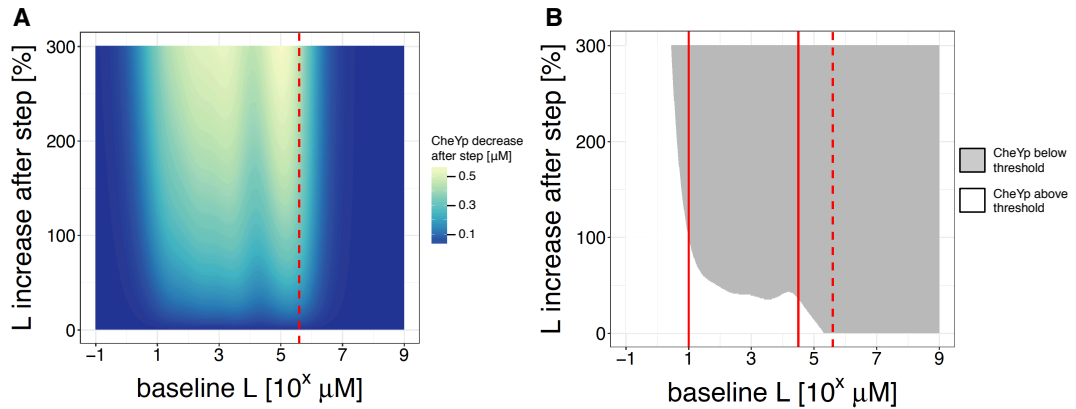 A
L increase after step [%]
300
200
100
0
−1
1
3
5
7
9
baseline L [10^x μM]
CheYp decrease
after step [μM]
0.5
0.3
0.1
B
L increase after step [%]
300
200
100
0
−1
1
3
5
7
9
baseline L [10^x μM]
CheYp below
threshold
CheYp above
threshold